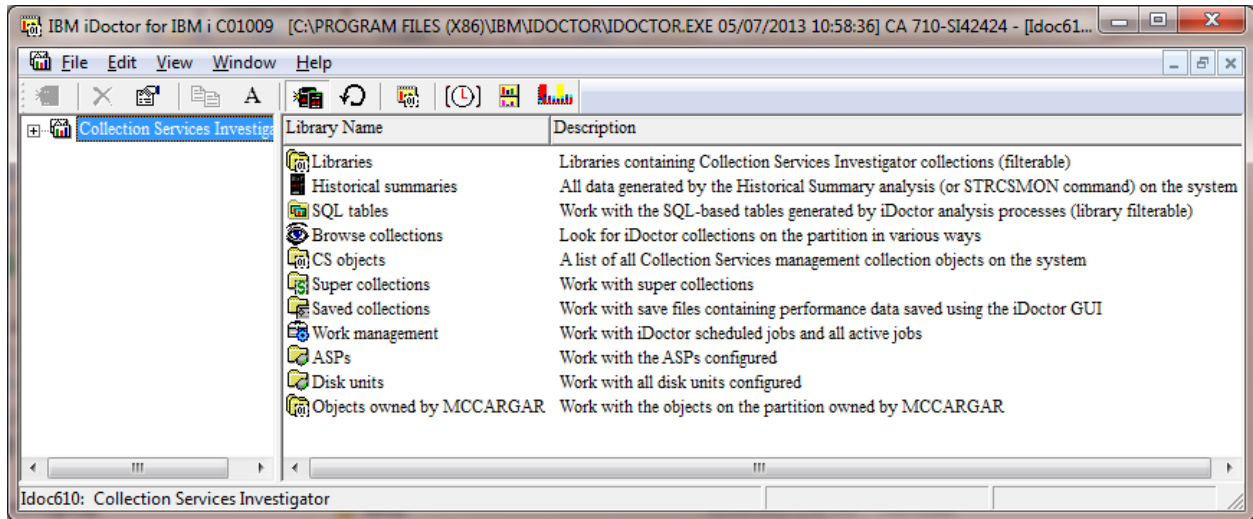 IBM iDoctor for IBM i C01009 [C:\PROGRAM FILES (X86)\IBM\IDOCTOR\IDOCTOR.EXE 05/07/2013 10:58:36] CA 710-SI42424 - [Idoc61...
File Edit View Window Help
A
Collection Services Investiga
Library Name Description
Libraries Libraries containing Collection Services Investigator collections (filterable)
Historical summaries All data generated by the Historical Summary analysis (or STRCSMON command) on the system
SQL tables Work with the SQL-based tables generated by iDoctor analysis processes (library filterable)
Browse collections Look for iDoctor collections on the partition in various ways
CS objects A list of all Collection Services management collection objects on the system
Super collections Work with super collections
Saved collections Work with save files containing performance data saved using the iDoctor GUI
Work management Work with iDoctor scheduled jobs and all active jobs
ASPs Work with the ASPs configured
Disk units Work with all disk units configured
Objects owned by MCCARGAR Work with the objects on the partition owned by MCCARGAR
Idoc610: Collection Services Investigator